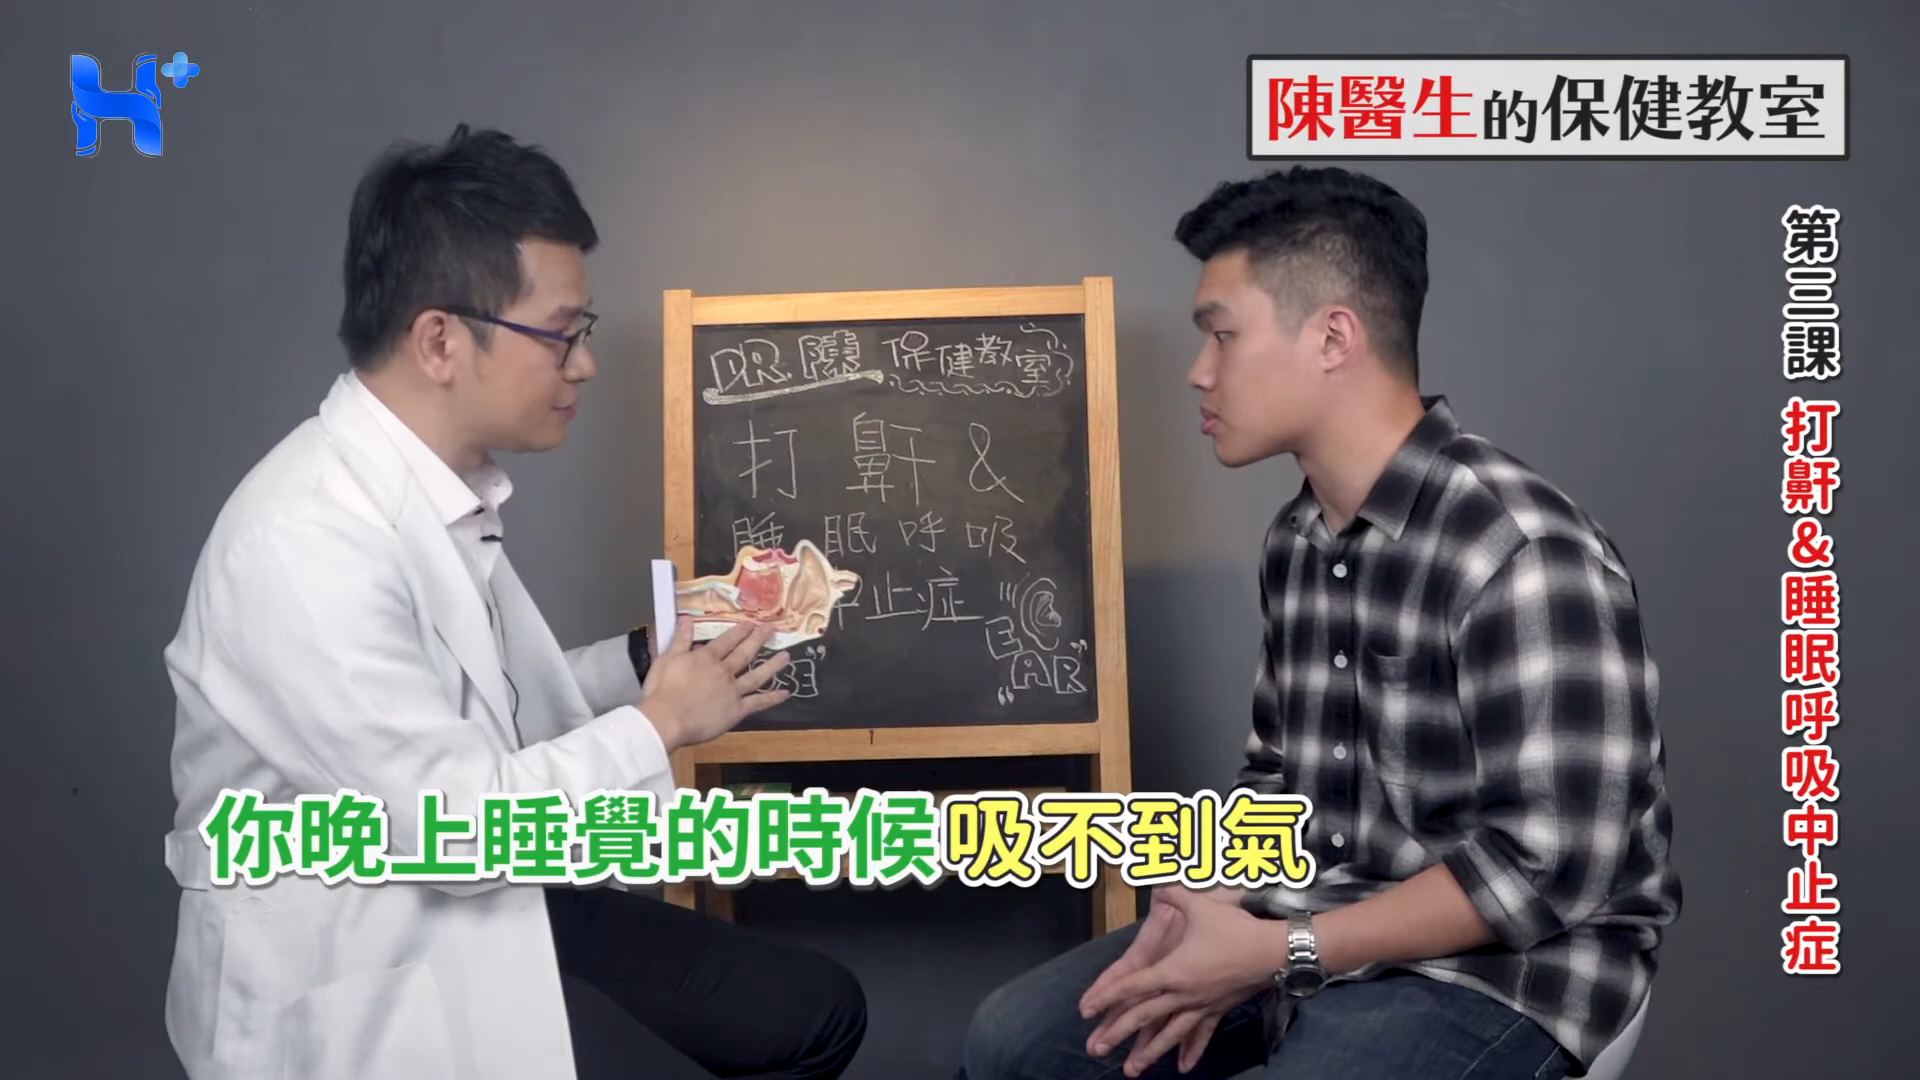 H+
陳醫生的保健教室
第三課 打鼾&睡眠呼吸中止症
DR. 陳 保健教室
打鼾&
睡眠呼吸
中止症
"EAR"
你晚上睡覺的時候吸不到氣